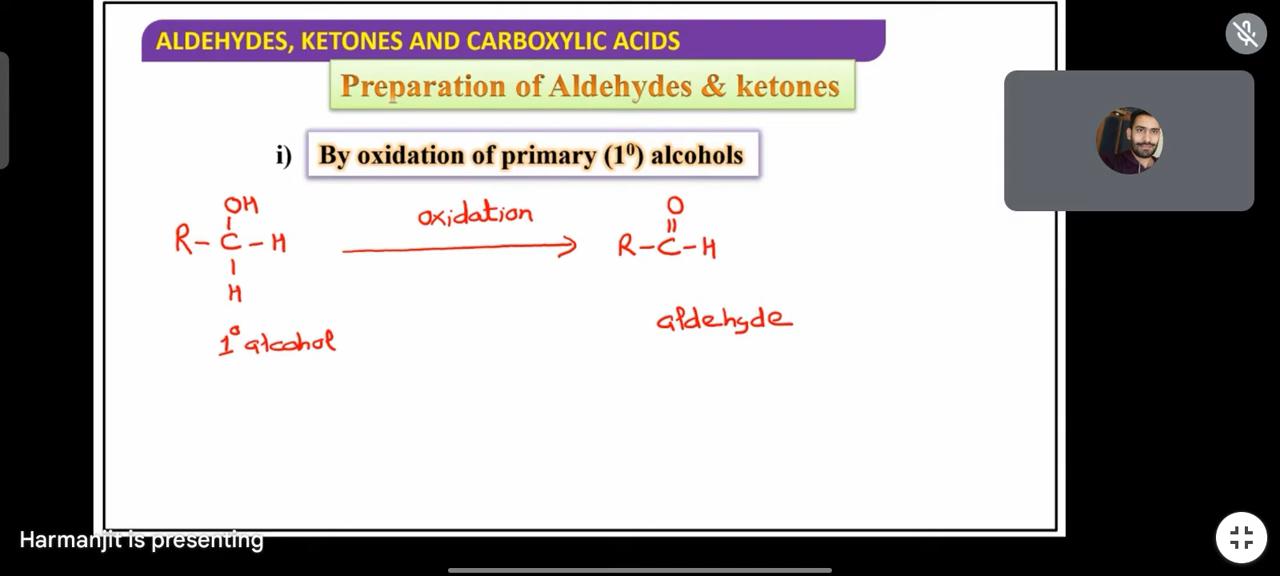 ALDEHYDES, KETONES AND CARBOXYLIC ACIDS
Preparation of Aldehydes & ketones
i) By oxidation of primary (1⁰) alcohols
OH
R-C-H
H
1° alcohol
oxidation
O
R-C-H
aldehyde
Harmanjit is presenting